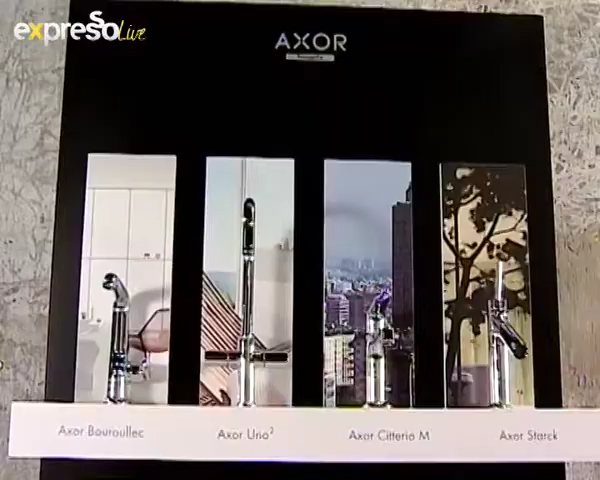 expresso Live
AXOR
Axor Bouroullec
Axor Uno²
Axor Citterio M
Axor Starck